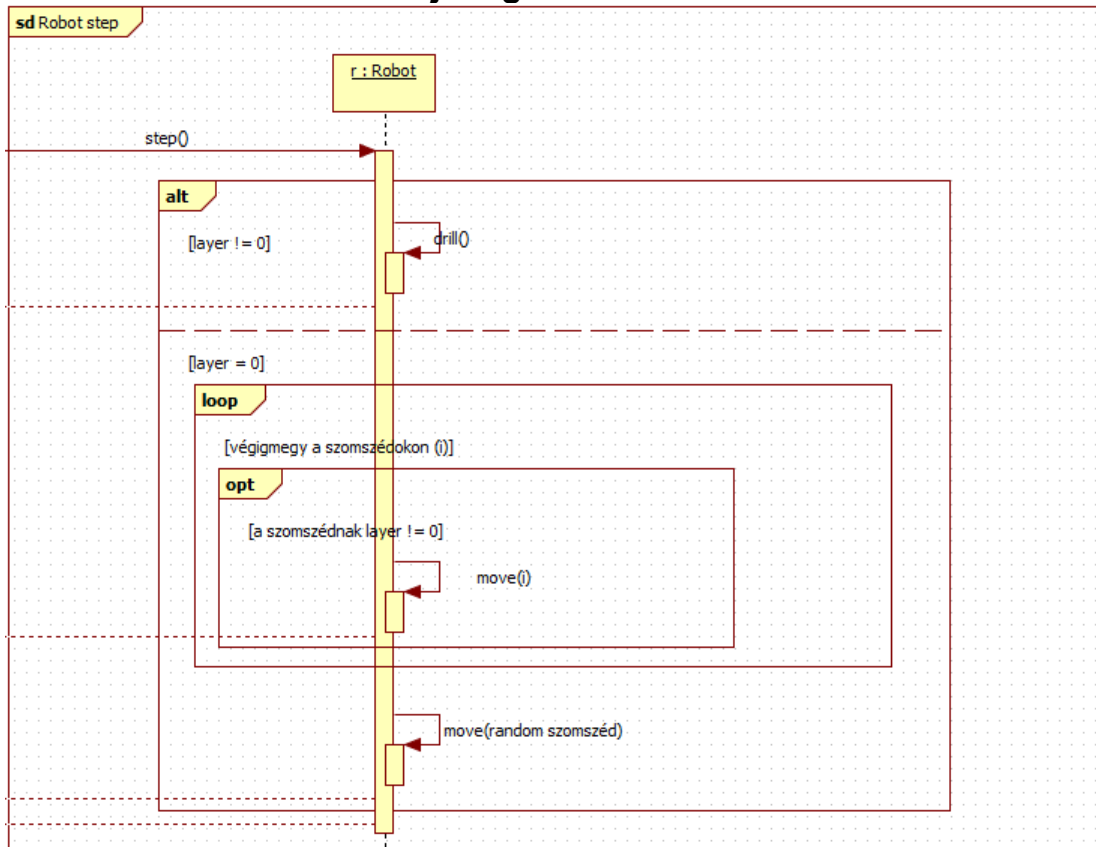 sd Robot step
r : Robot
step()
alt
[layer != 0]
drill()
[layer = 0]
loop
[végigmegy a szomszédokon (i)]
opt
[a szomszédnak layer != 0]
move(i)
move(random szomszéd)